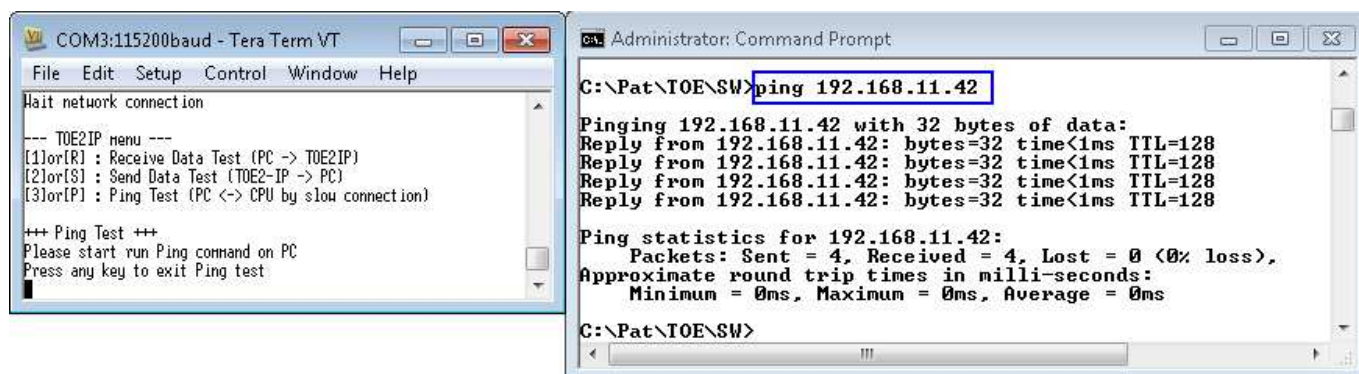 COM3:115200baud - Tera Term VT
File Edit Setup Control Window Help
Wait network connection
--- TOE2IP menu ---
[1]or[R] : Receive Data Test (PC -> TOE2IP)
[2]or[S] : Send Data Test (TOE2-IP -> PC)
[3]or[P] : Ping Test (PC <-> CPU by slow connection)
+++ Ping Test +++
Please start run Ping command on PC
Press any key to exit Ping test
Administrator: Command Prompt
C:\Pat\TOE\SW>ping 192.168.11.42
Pinging 192.168.11.42 with 32 bytes of data:
Reply from 192.168.11.42: bytes=32 time<1ms TTL=128
Reply from 192.168.11.42: bytes=32 time<1ms TTL=128
Reply from 192.168.11.42: bytes=32 time<1ms TTL=128
Reply from 192.168.11.42: bytes=32 time<1ms TTL=128
Ping statistics for 192.168.11.42:
Packets: Sent = 4, Received = 4, Lost = 0 (0% loss),
Approximate round trip times in milli-seconds:
Minimum = 0ms, Maximum = 0ms, Average = 0ms
C:\Pat\TOE\SW>